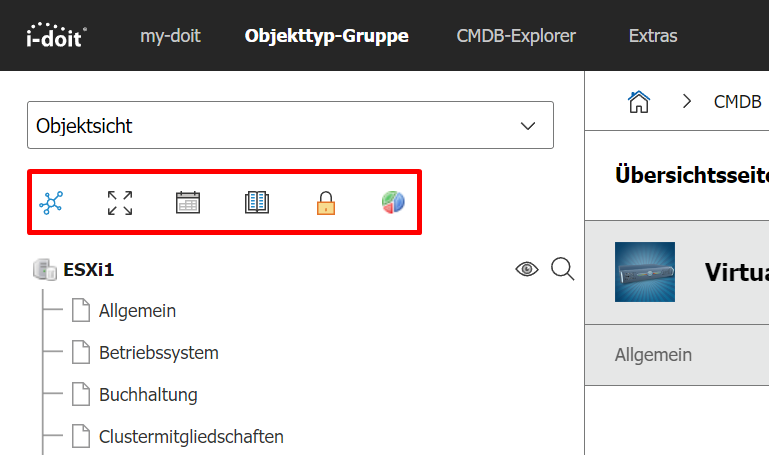 i-doit
my-doit Objekttyp-Gruppe CMDB-Explorer Extras
Objektsicht
CMDB
Übersichtsseite
ESXi1
Virtua
Allgemein
Betriebssystem
Allgemein
Buchhaltung
Clustermitgliedschaften